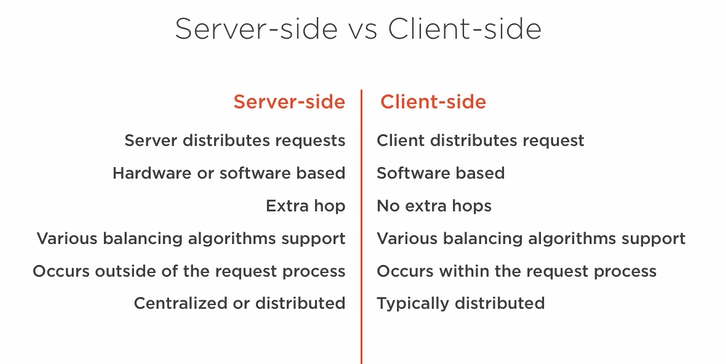 Server-side vs Client-side
Server-side
Client-side
Server distributes requests
Client distributes request
Hardware or software based
Software based
Extra hop
No extra hops
Various balancing algorithms support
Various balancing algorithms support
Occurs outside of the request process
Occurs within the request process
Centralized or distributed
Typically distributed